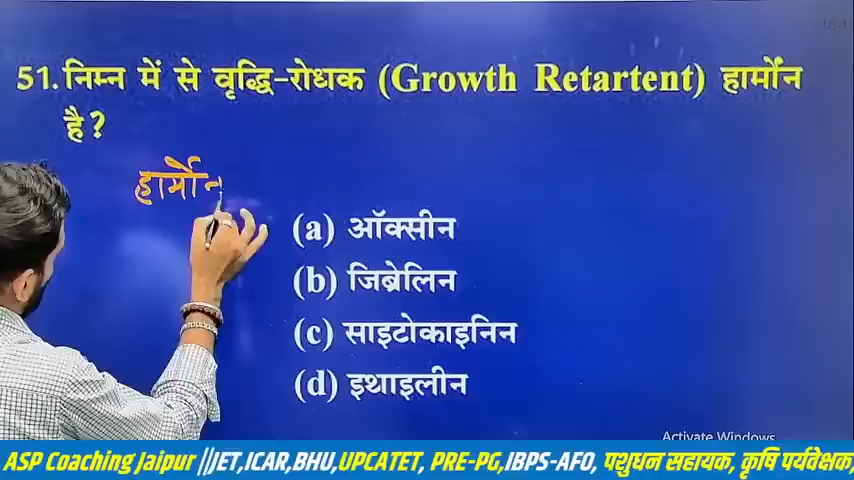 51. निम्न में से वृद्धि-रोधक (Growth Retartent) हार्मोन
है?
हार्मोन
(a) ऑक्सीन
(b) जिब्रेलिन
(c) साइटोकाइनिन
(d) इथाइलीन
Activate Windows
ASP Coaching Jaipur ||JET,ICAR,BHU,UPCATET, PRE-PG,IBPS-AFO, पशुधन सहायक, कृषि पर्यवेक्षक,